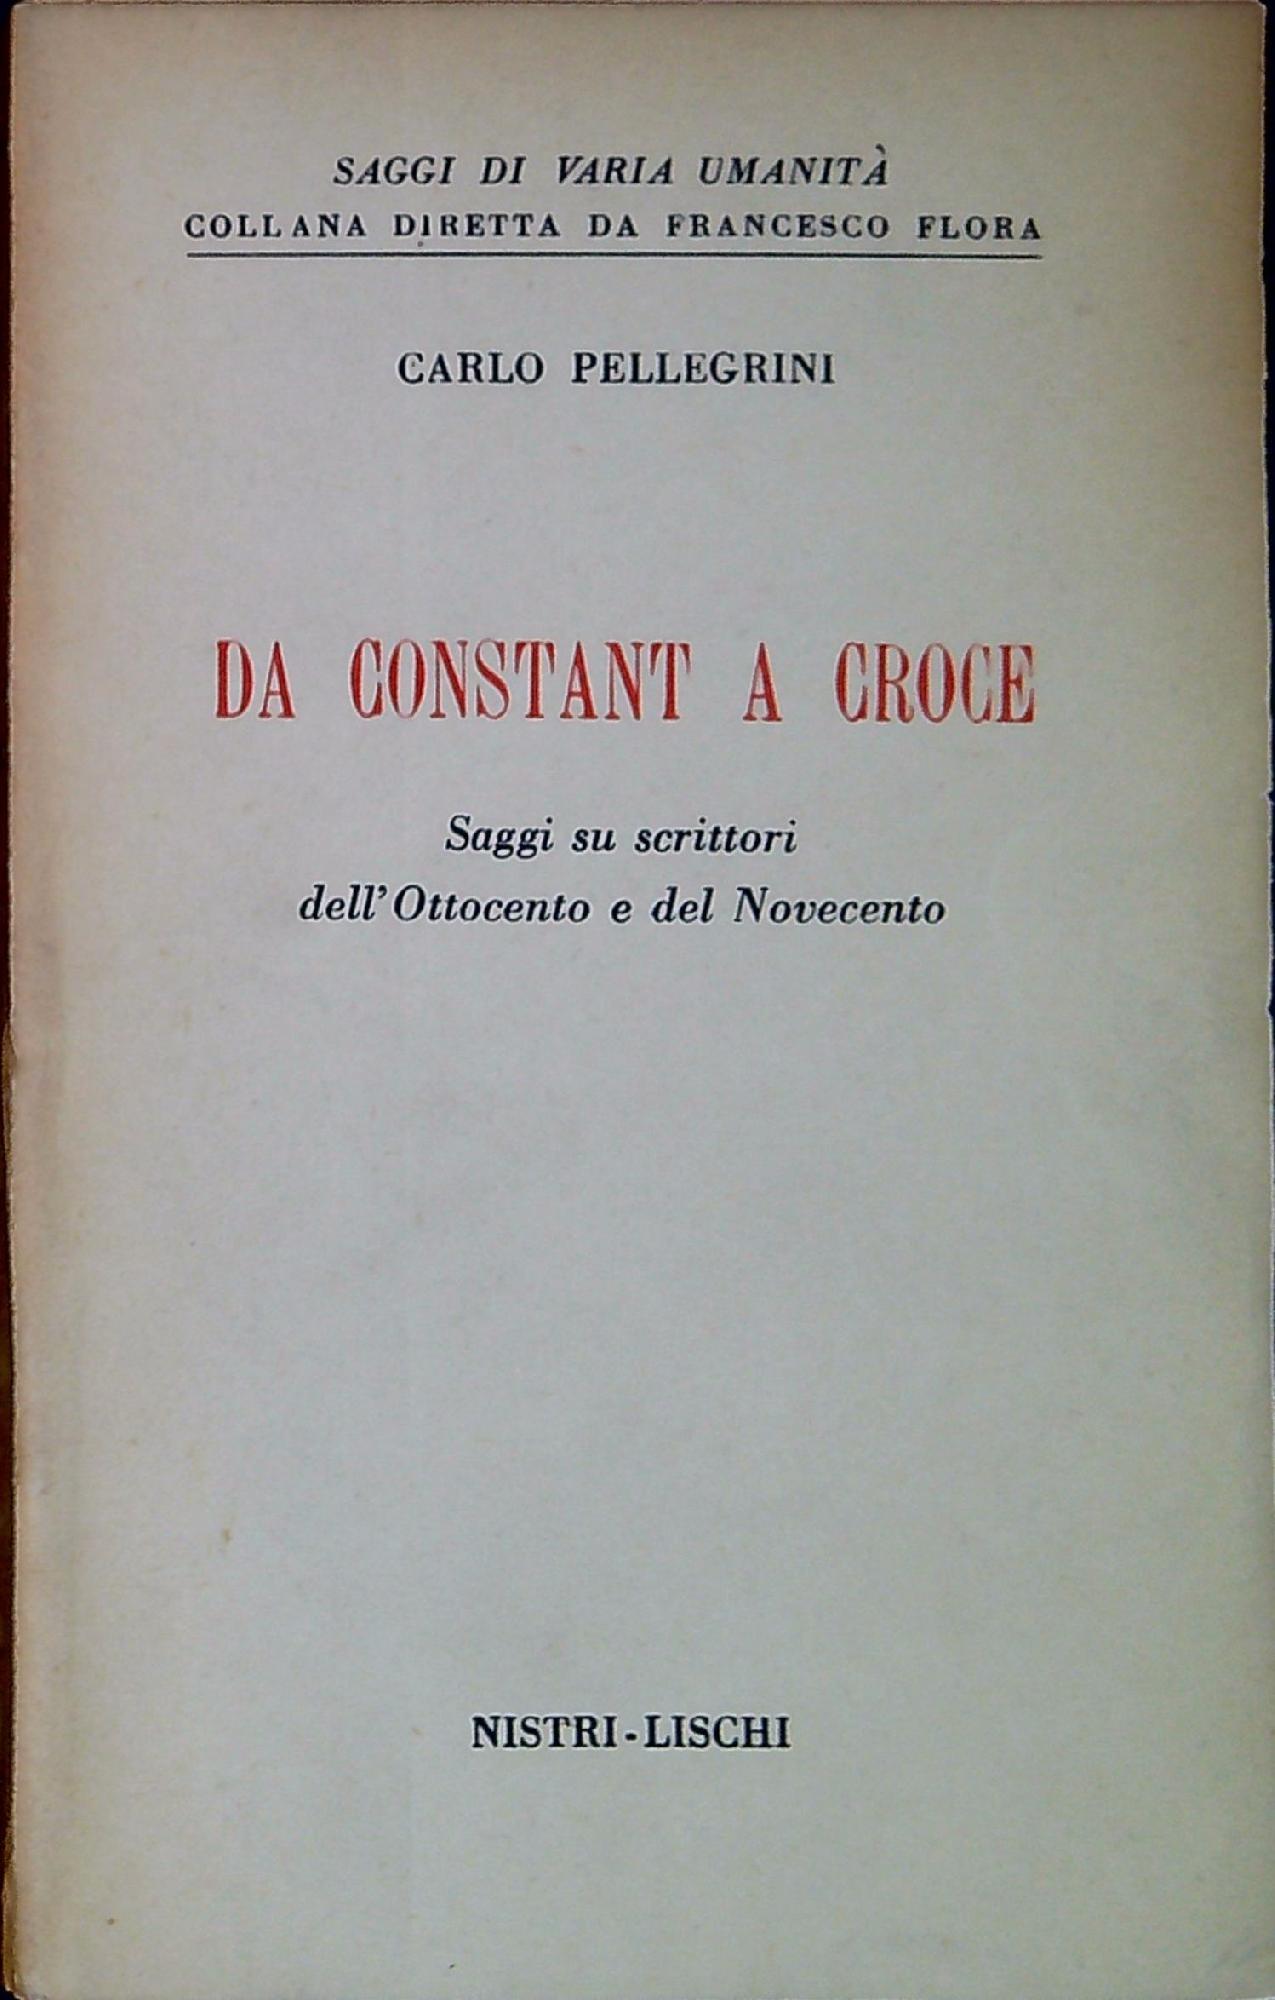 SAGGI DI VARIA UMANITÀ
COLLANA DIRETTA DA FRANCESCO FLORA
CARLO PELLEGRINI
DA CONSTANT A CROCE
Saggi su scrittori
dell'Ottocento e del Novecento
NISTRI-LISCHI